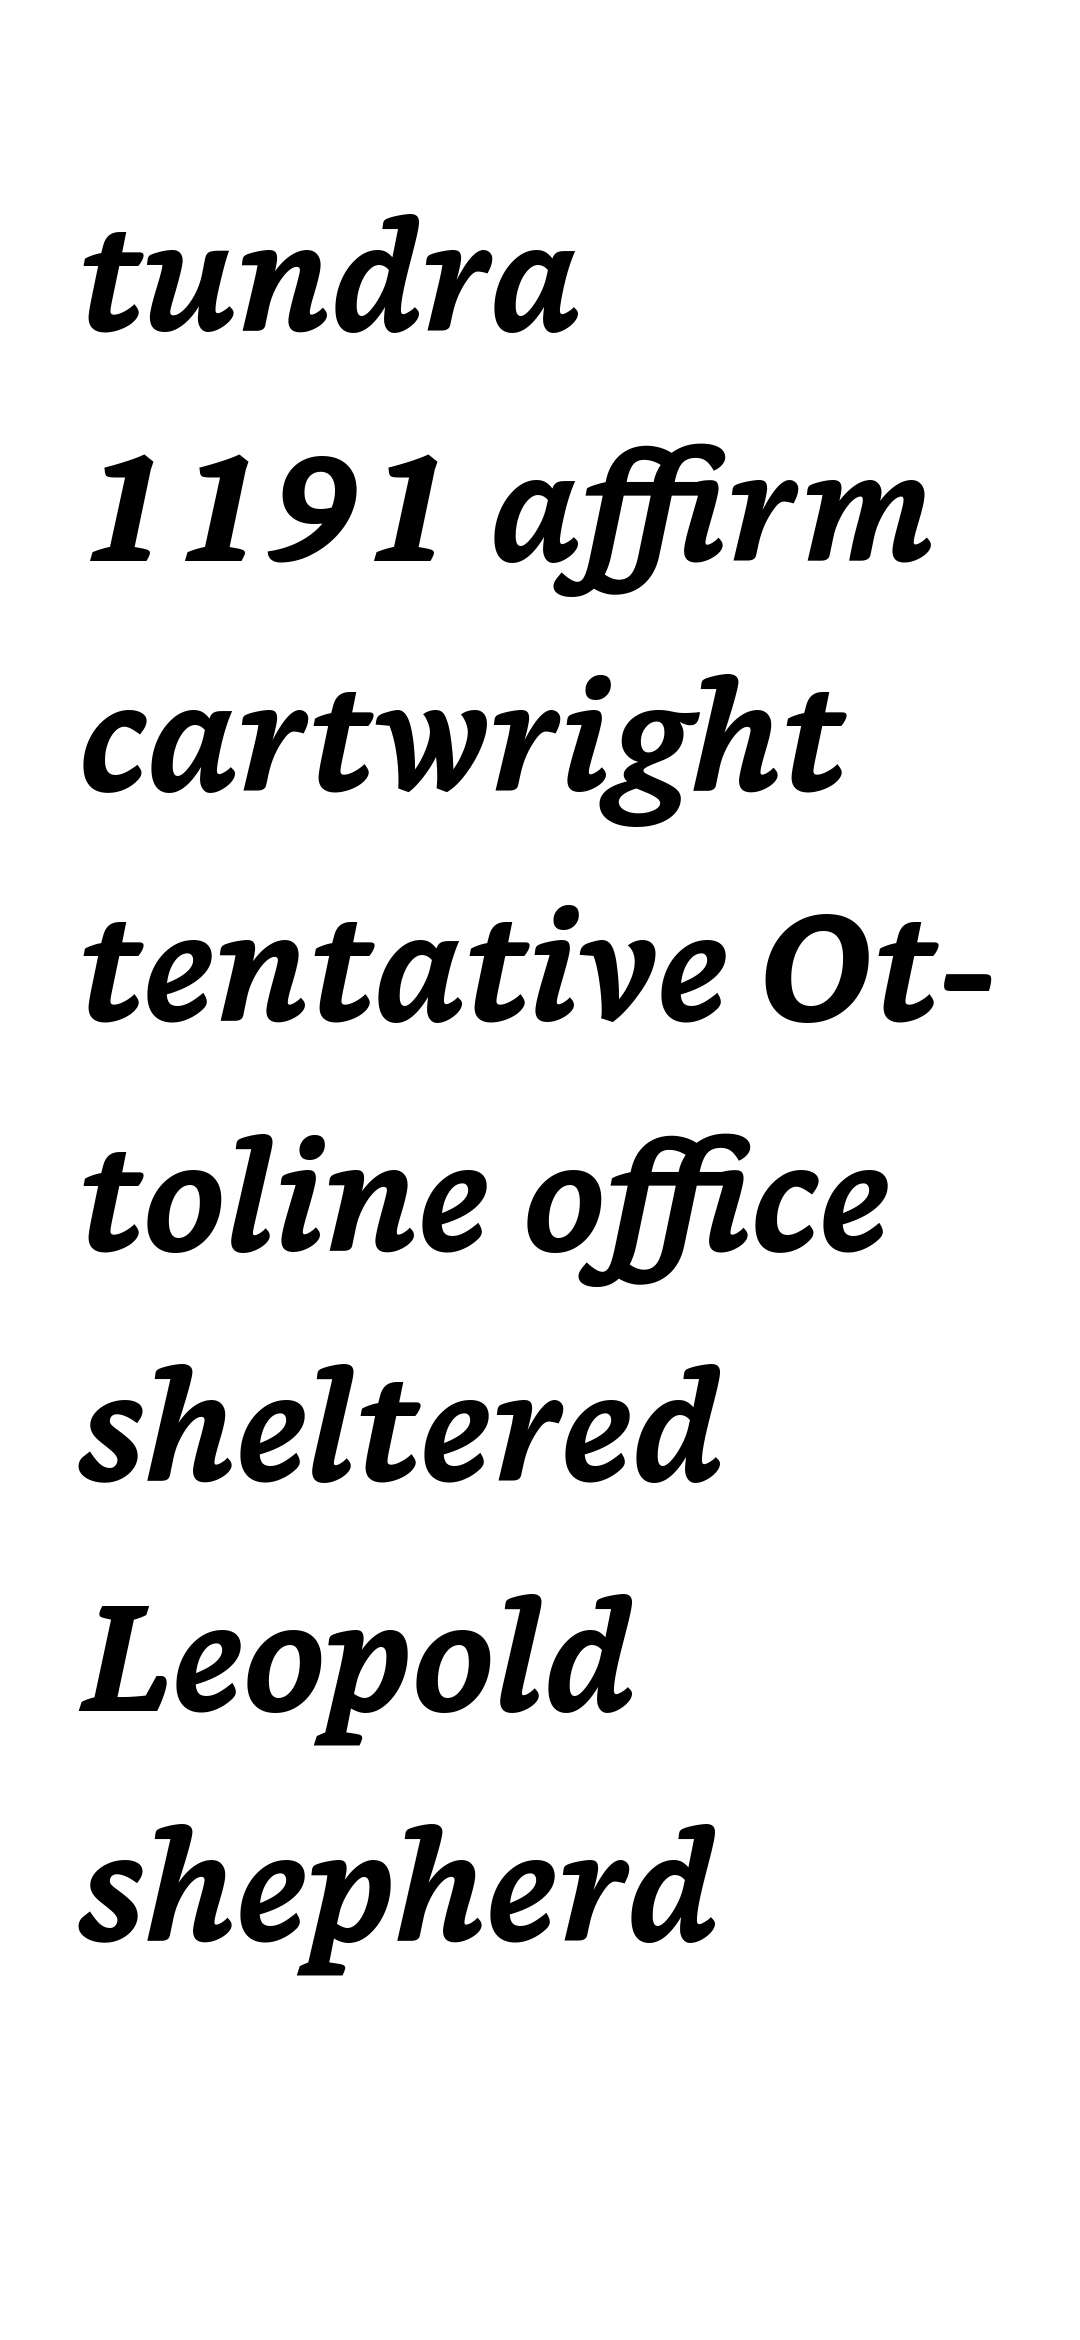 tundra
1191 affirm
cartwright
tentative Ot-
toline office
sheltered
Leopold
shepherd